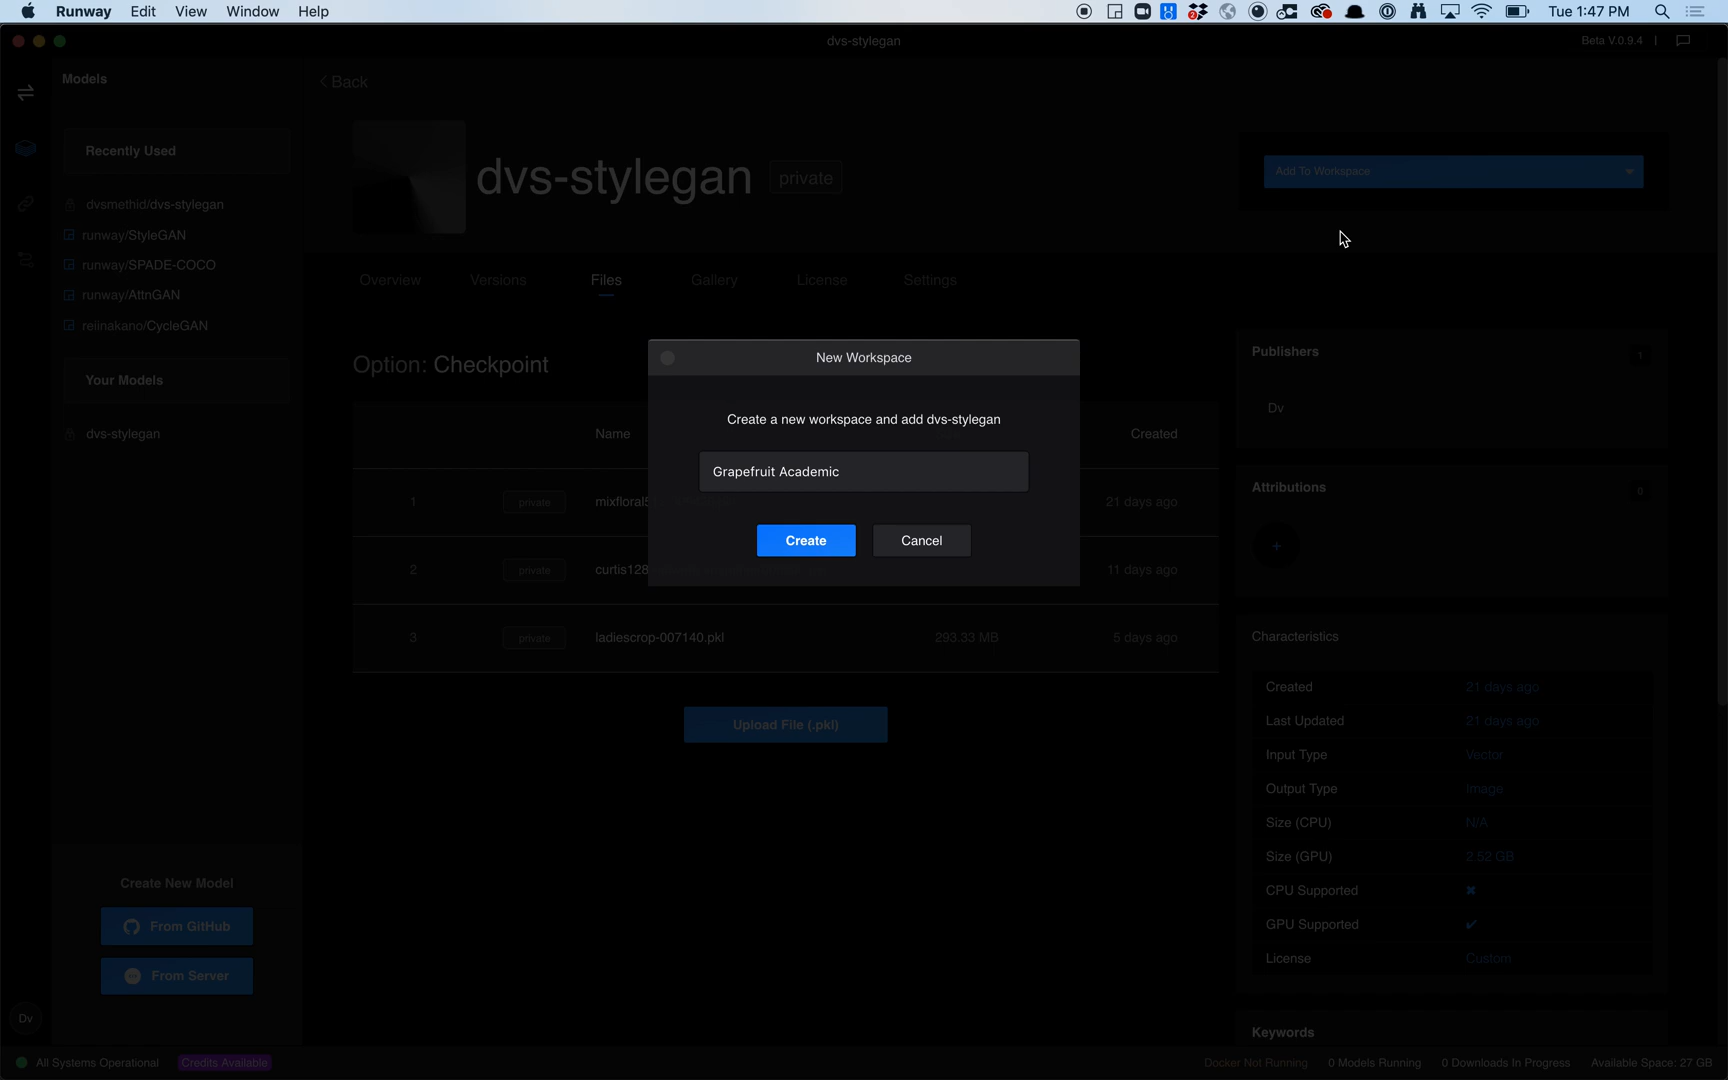 Runway Edit View Window Help
Tue 1:47 PM
dvs-stylegan
Beta V.0.9.4 |
Models
Back
Recently Used
dvs-stylegan
private
Add To Workspace
dvsmethid/dvs-stylegan
runway/StyleGAN
runway/SPADE-COCO
runway/AttnGAN
reiinakano/CycleGAN
Overview Versions Files Gallery License Settings
Your Models
dvs-stylegan
Option: Checkpoint
Name Created
1 private mixfloral 21 days ago
2 private curtis128 11 days ago
3 private ladiescrop-007140.pkl 293.33 MB 5 days ago
New Workspace
Create a new workspace and add dvs-stylegan
Grapefruit Academic
Create Cancel
Upload File (.pkl)
Publishers 1
Dv
Attributions 0
+
Characteristics
Created 21 days ago
Last Updated 21 days ago
Input Type Vector
Output Type Image
Size (CPU) N/A
Size (GPU) 2.52 GB
CPU Supported ✖
GPU Supported ✔
License Custom
Keywords
Create New Model
From GitHub
From Server
Dv
All Systems Operational Credits Available
Docker Not Running 0 Models Running 0 Downloads In Progress Available Space: 27 GB